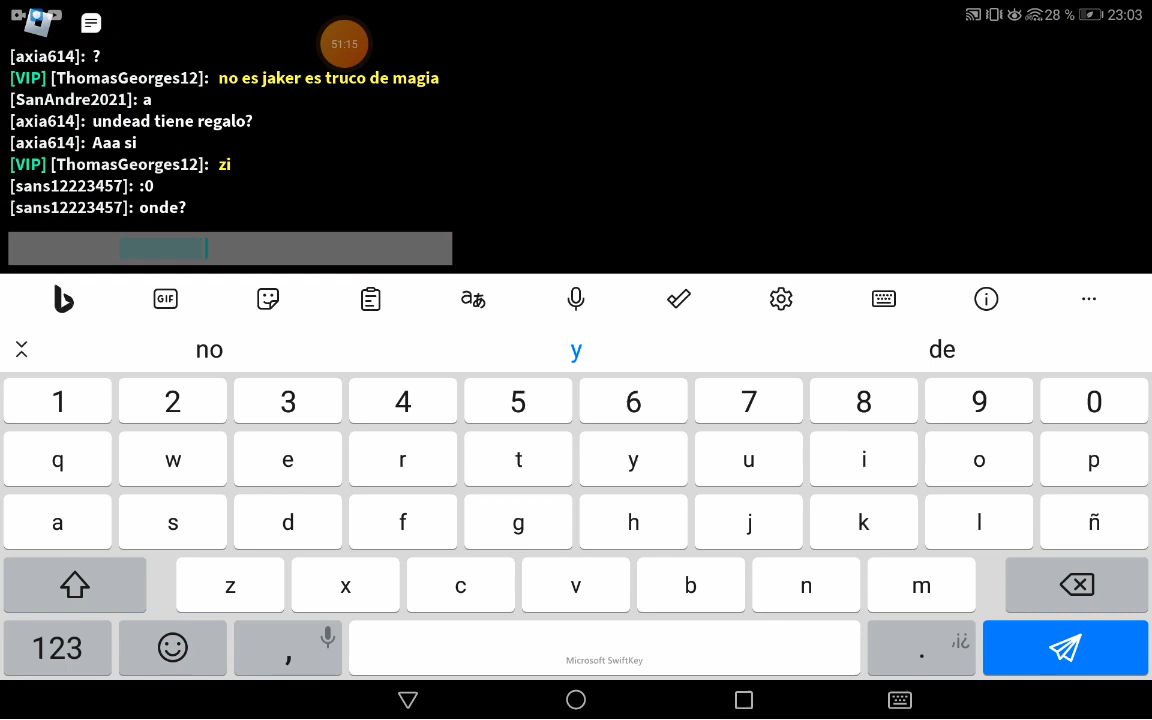 28 % 23:03
51:15
[axia614]: ?
[VIP] [ThomasGeorges12]: no es jaker es truco de magia
[SanAndre2021]: a
[axia614]: undead tiene regalo?
[axia614]: Aaa si
[VIP] [ThomasGeorges12]: zi
[sans12223457]: :0
[sans12223457]: onde?
GIF aあ
no y de
1 2 3 4 5 6 7 8 9 0
q w e r t y u i o p
a s d f g h j k l ñ
z x c v b n m
123 , . ,¡¿
Microsoft SwiftKey